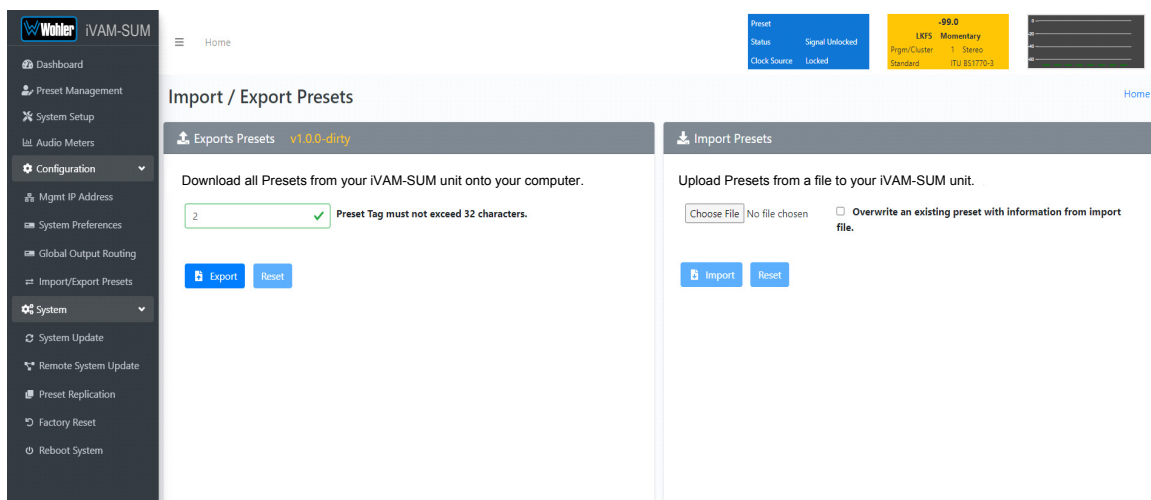 Wohler iVAM-SUM
Dashboard
Preset Management
System Setup
Audio Meters
Configuration
Mgmt IP Address
System Preferences
Global Output Routing
Import/Export Presets
System
System Update
Remote System Update
Preset Replication
Factory Reset
Reboot System
Home
Preset
Status Signal Unlocked
Clock Source Locked
-99.0
LKFS Momentary
Prgm/Cluster 1 Stereo
Standard ITU BS1770-3
Import / Export Presets
Home
Exports Presets v1.0.0-dirty
Download all Presets from your iVAM-SUM unit onto your computer.
2 Preset Tag must not exceed 32 characters.
Export Reset
Import Presets
Upload Presets from a file to your iVAM-SUM unit.
Choose File No file chosen Overwrite an existing preset with information from import
file.
Import Reset